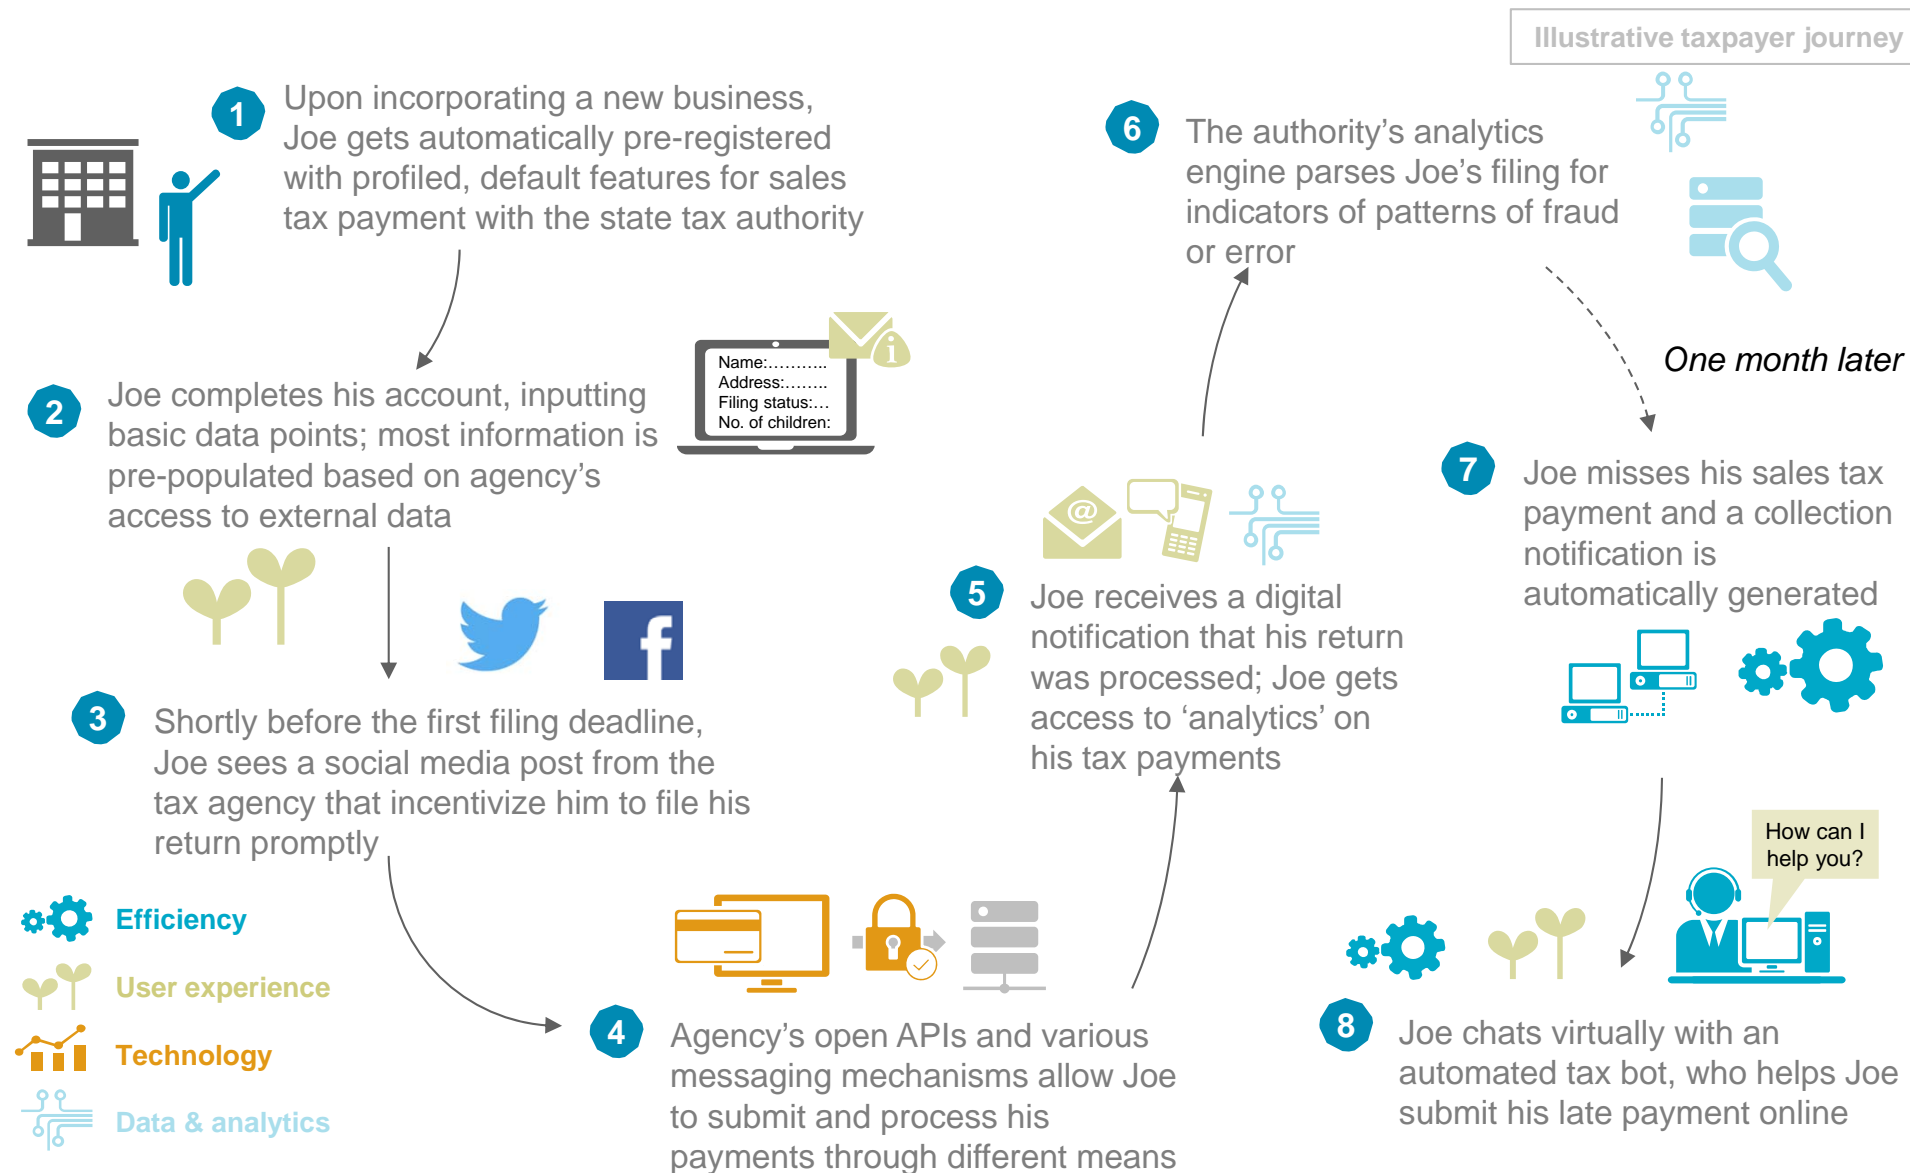 Illustrative taxpayer journey
1
Upon incorporating a new business,
Joe gets automatically pre-registered
with profiled, default features for sales
tax payment with the state tax authority
Name:...........
Address:........
Filing status:...
No. of children:
2
Joe completes his account, inputting
basic data points; most information is
pre-populated based on agency’s
access to external data
3
Shortly before the first filing deadline,
Joe sees a social media post from the
tax agency that incentivize him to file his
return promptly
4
Agency’s open APIs and various
messaging mechanisms allow Joe
to submit and process his
payments through different means
@
5
Joe receives a digital
notification that his return
was processed; Joe gets
access to ‘analytics’ on
his tax payments
6
The authority’s analytics
engine parses Joe’s filing for
indicators of patterns of fraud
or error
One month later
7
Joe misses his sales tax
payment and a collection
notification is
automatically generated
How can I
help you?
8
Joe chats virtually with an
automated tax bot, who helps Joe
submit his late payment online
Efficiency
User experience
Technology
Data & analytics